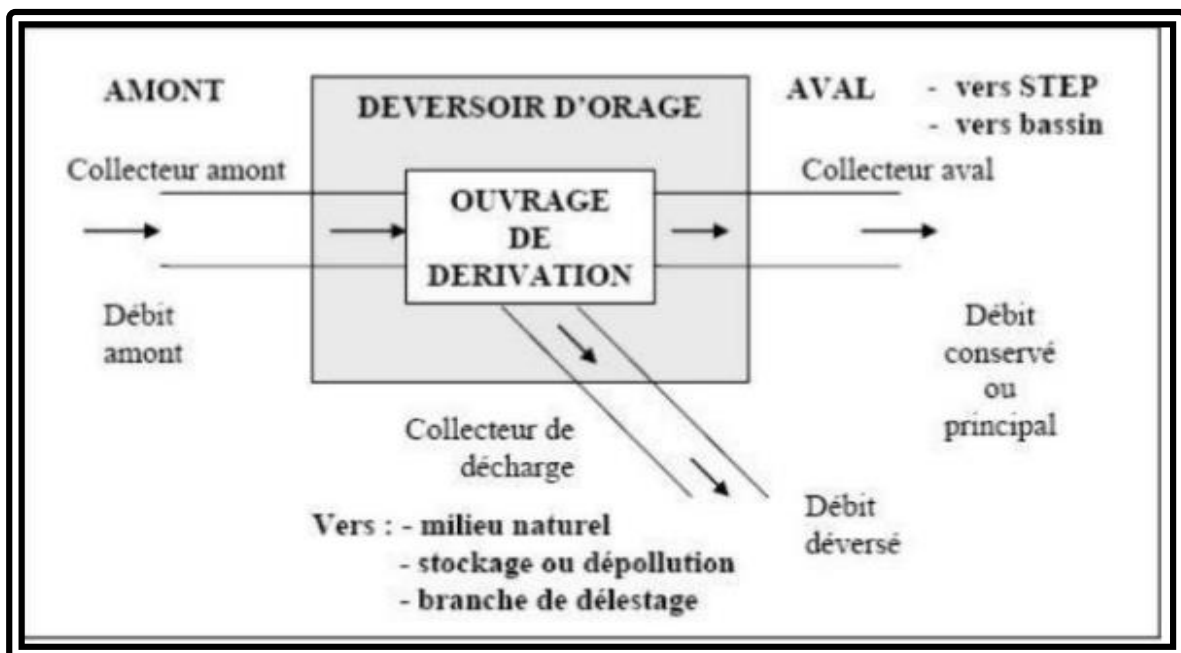 AMONT
DEVERSOIR D'ORAGE
AVAL - vers STEP
- vers bassin
Collecteur amont
Collecteur aval
OUVRAGE
DE
DERIVATION
Débit
amont
Débit
conservé
ou
principal
Collecteur de
décharge
Débit
déversé
Vers : - milieu naturel
- stockage ou dépollution
- branche de délestage